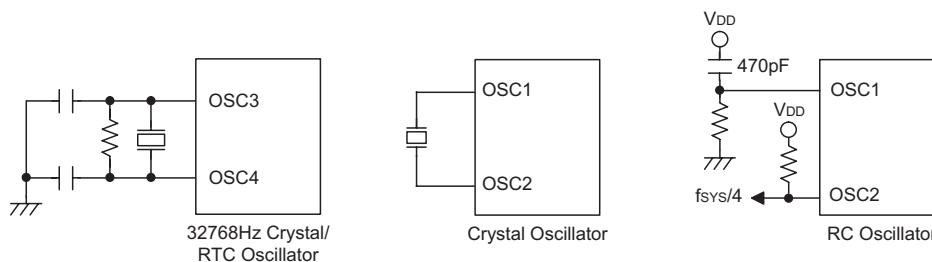 OSC3
OSC4
32768Hz Crystal/
RTC Oscillator
OSC1
OSC2
Crystal Oscillator
VDD
470pF
OSC1
VDD
fSYS/4
OSC2
RC Oscillator